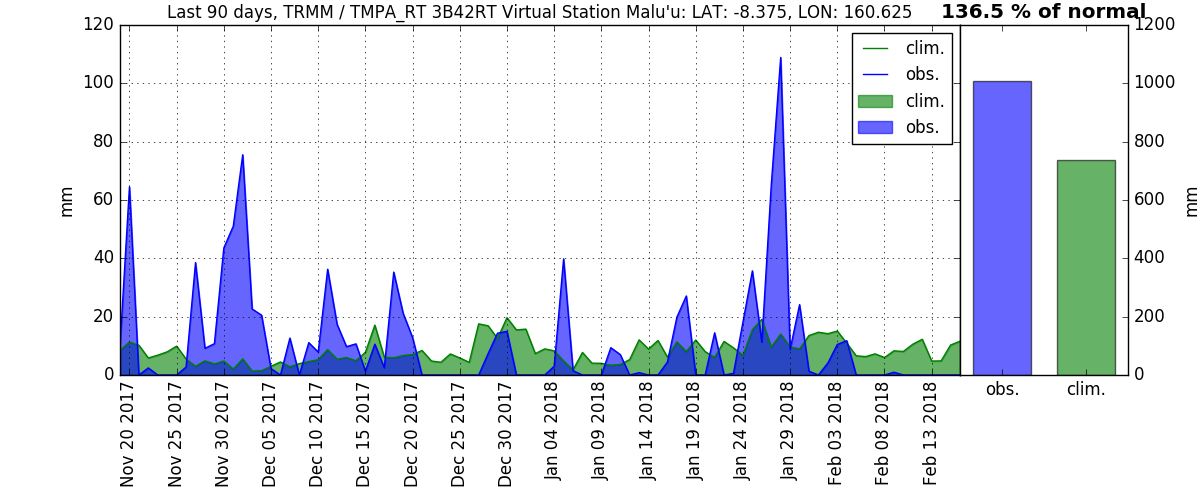 Last 90 days, TRMM / TMPA_RT 3B42RT Virtual Station Malu'u: LAT: -8.375, LON: 160.625
136.5 % of normal
120
100
80
60
40
20
0
mm
clim.
obs.
clim.
obs.
1200
1000
800
600
400
200
0
mm
Nov 20 2017
Nov 25 2017
Nov 30 2017
Dec 05 2017
Dec 10 2017
Dec 15 2017
Dec 20 2017
Dec 25 2017
Dec 30 2017
Jan 04 2018
Jan 09 2018
Jan 14 2018
Jan 19 2018
Jan 24 2018
Jan 29 2018
Feb 03 2018
Feb 08 2018
Feb 13 2018
obs.
clim.